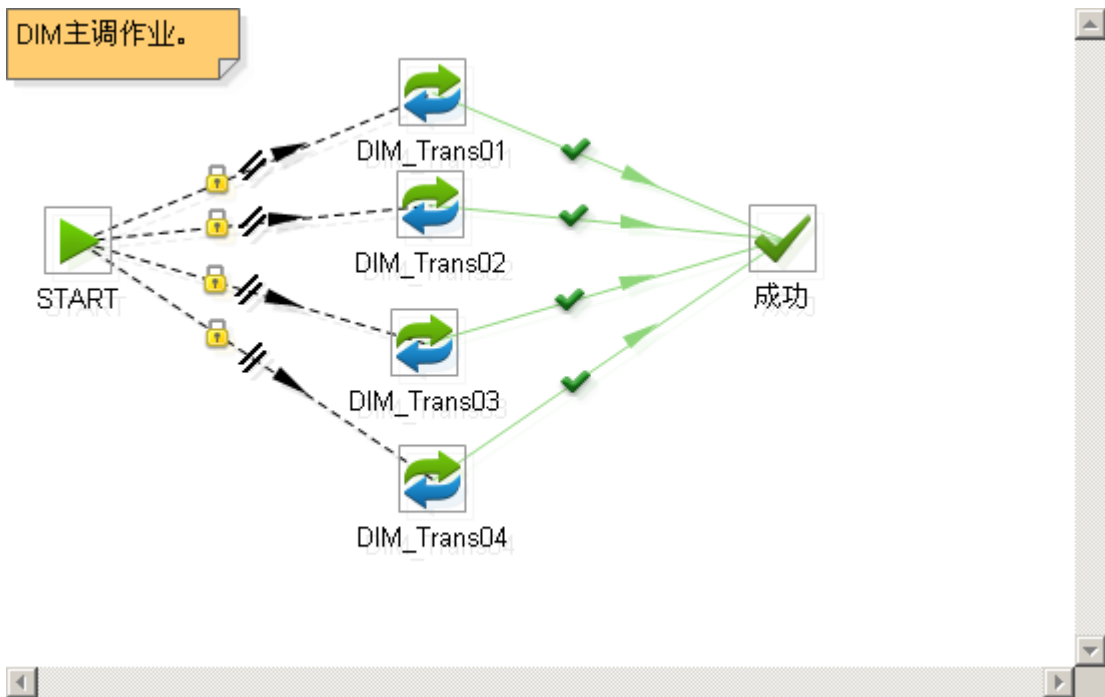 DIM主调作业。
DIM_Trans01
DIM_Trans02
START
成功
DIM_Trans03
DIM_Trans04